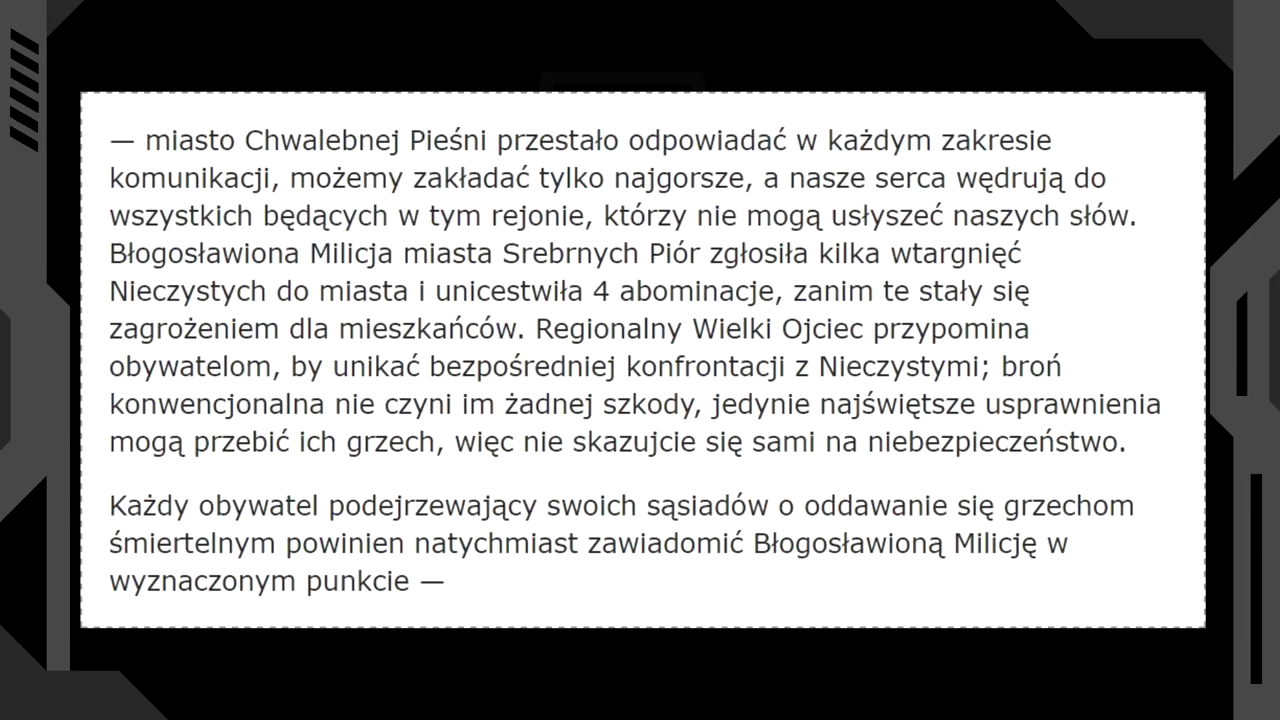 — miasto Chwalebnej Pieśni przestało odpowiadać w każdym zakresie
komunikacji, możemy zakładać tylko najgorsze, a nasze serca wędrują do
wszystkich będących w tym rejonie, którzy nie mogą usłyszeć naszych słów.
Błogosławiona Milicja miasta Srebrnych Piór zgłosiła kilka wtargnięć
Nieczystych do miasta i unicestwiła 4 abominacje, zanim te stały się
zagrożeniem dla mieszkańców. Regionalny Wielki Ojciec przypomina
obywatelom, by unikać bezpośredniej konfrontacji z Nieczystymi; broń
konwencjonalna nie czyni im żadnej szkody, jedynie najświętsze usprawnienia
mogą przebić ich grzech, więc nie skazujcie się sami na niebezpieczeństwo.
Każdy obywatel podejrzewający swoich sąsiadów o oddawanie się grzechom
śmiertelnym powinien natychmiast zawiadomić Błogosławioną Milicję w
wyznaczonym punkcie —